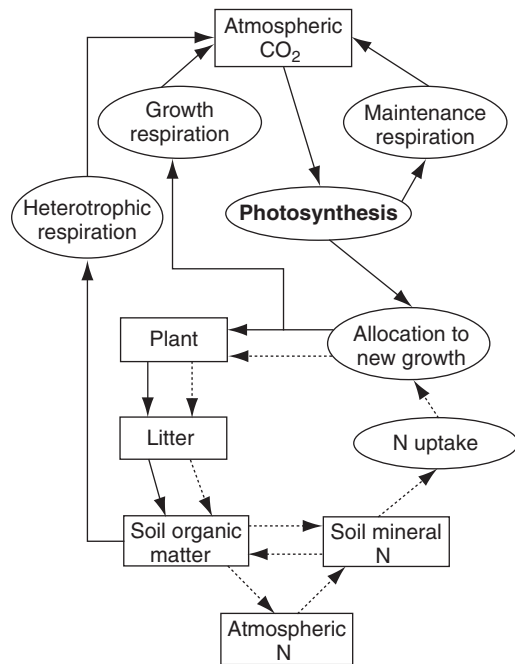 Atmospheric
CO₂
Growth
respiration
Maintenance
respiration
Heterotrophic
respiration
Photosynthesis
Plant
Allocation to
new growth
Litter
N uptake
Soil organic
matter
Soil mineral
N
Atmospheric
N